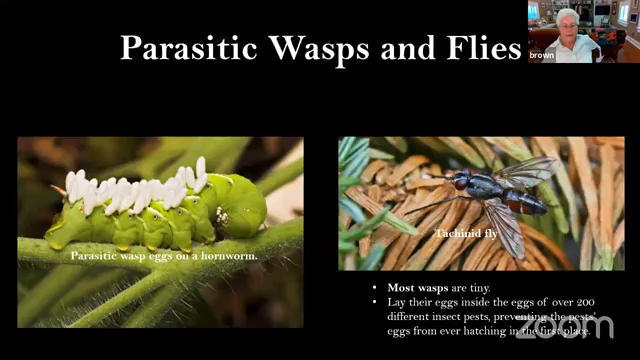 Parasitic Wasps and Flies
brown
Parasitic wasp eggs on a hornworm.
Tachinid fly
• Most wasps are tiny.
• Lay their eggs inside the eggs of over 200
different insect pests, preventing the pests'
eggs from ever hatching in the first place.
zoom